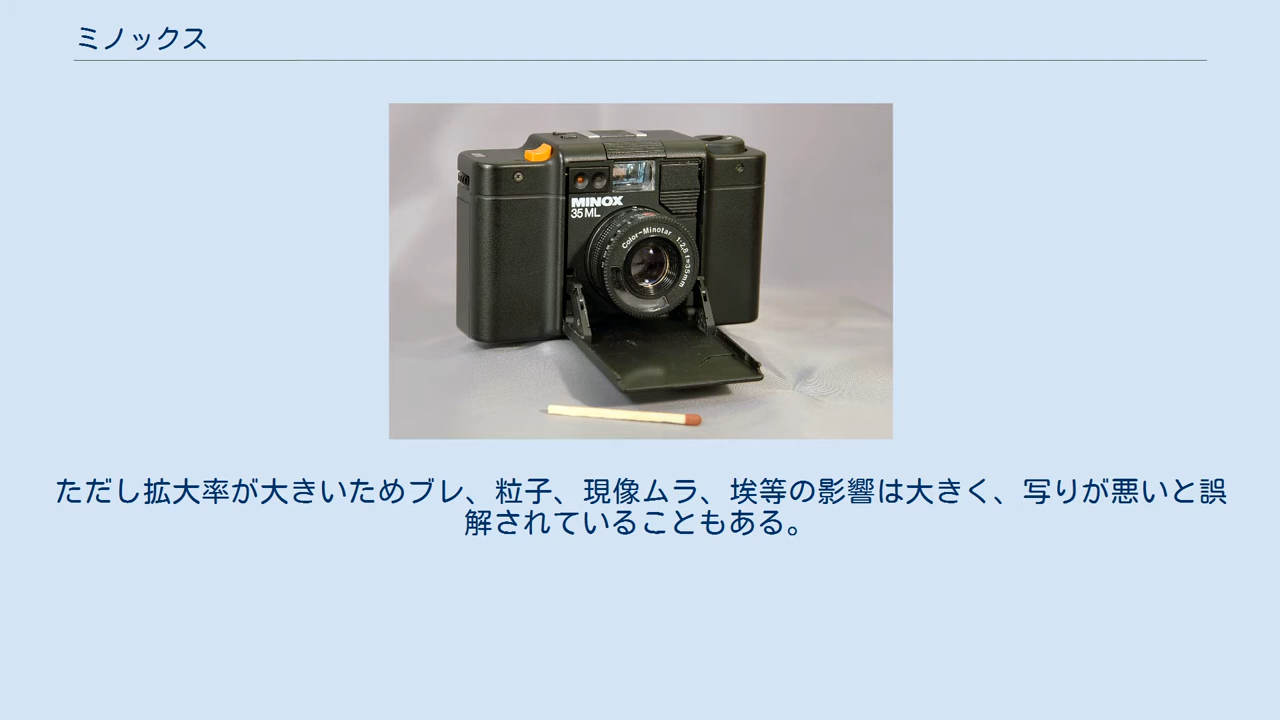 ミノックス
MINOX
35 ML
Color-Minotar 1:2,8 f=35mm
ただし拡大率が大きいためブレ、粒子、現像ムラ、埃等の影響は大きく、写りが悪いと誤
解されていることもある。